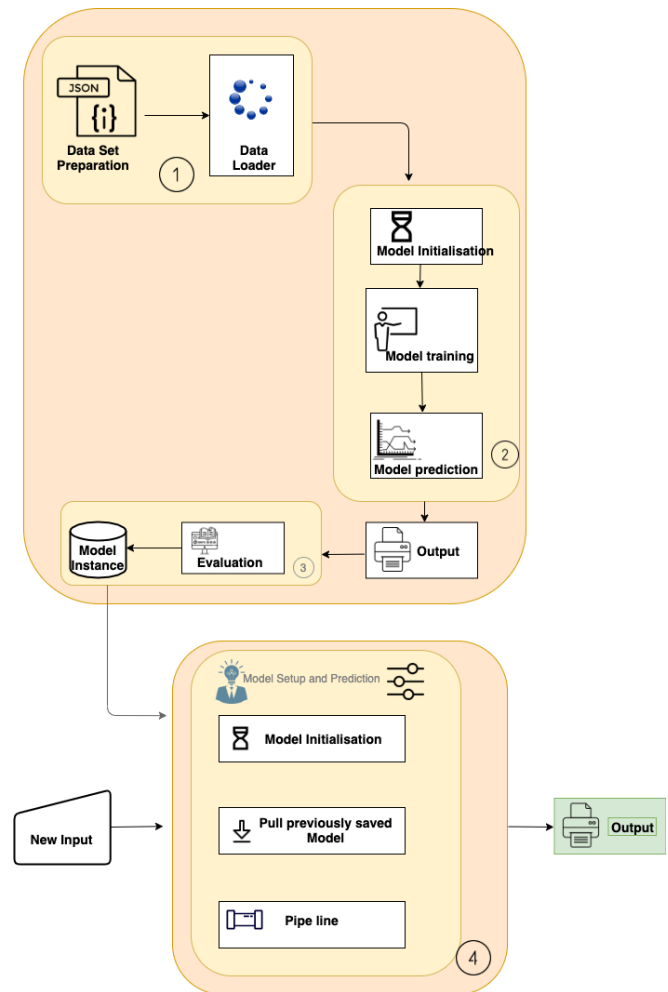 JSON
{i}
Data Set
Preparation
1
Data
Loader
Model Initialisation
Model training
Model prediction
2
Output
Evaluation
3
Model
Instance
Model Setup and Prediction
Model Initialisation
Pull previously saved
Model
Pipe line
4
New Input
Output